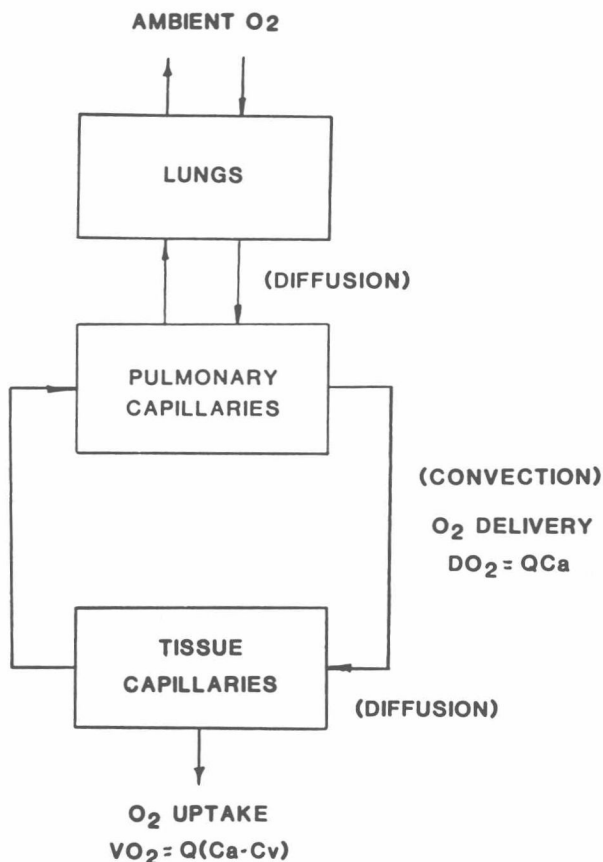 AMBIENT O₂
LUNGS
(DIFFUSION)
PULMONARY
CAPILLARIES
(CONVECTION)
O₂ DELIVERY
DO₂ = QCa
TISSUE
CAPILLARIES
(DIFFUSION)
O₂ UPTAKE
VO₂ = Q(Ca-Cv)